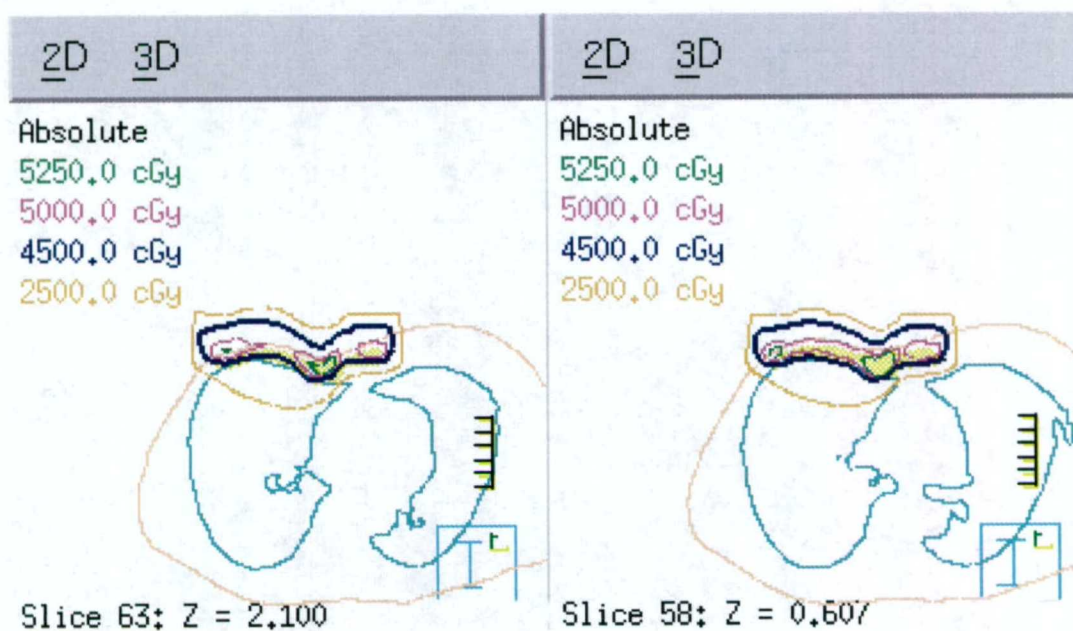 2D 3D
Absolute
5250.0 cGy
5000.0 cGy
4500.0 cGy
2500.0 cGy
Slice 63: Z = 2.100
2D 3D
Absolute
5250.0 cGy
5000.0 cGy
4500.0 cGy
2500.0 cGy
Slice 58: Z = 0.607